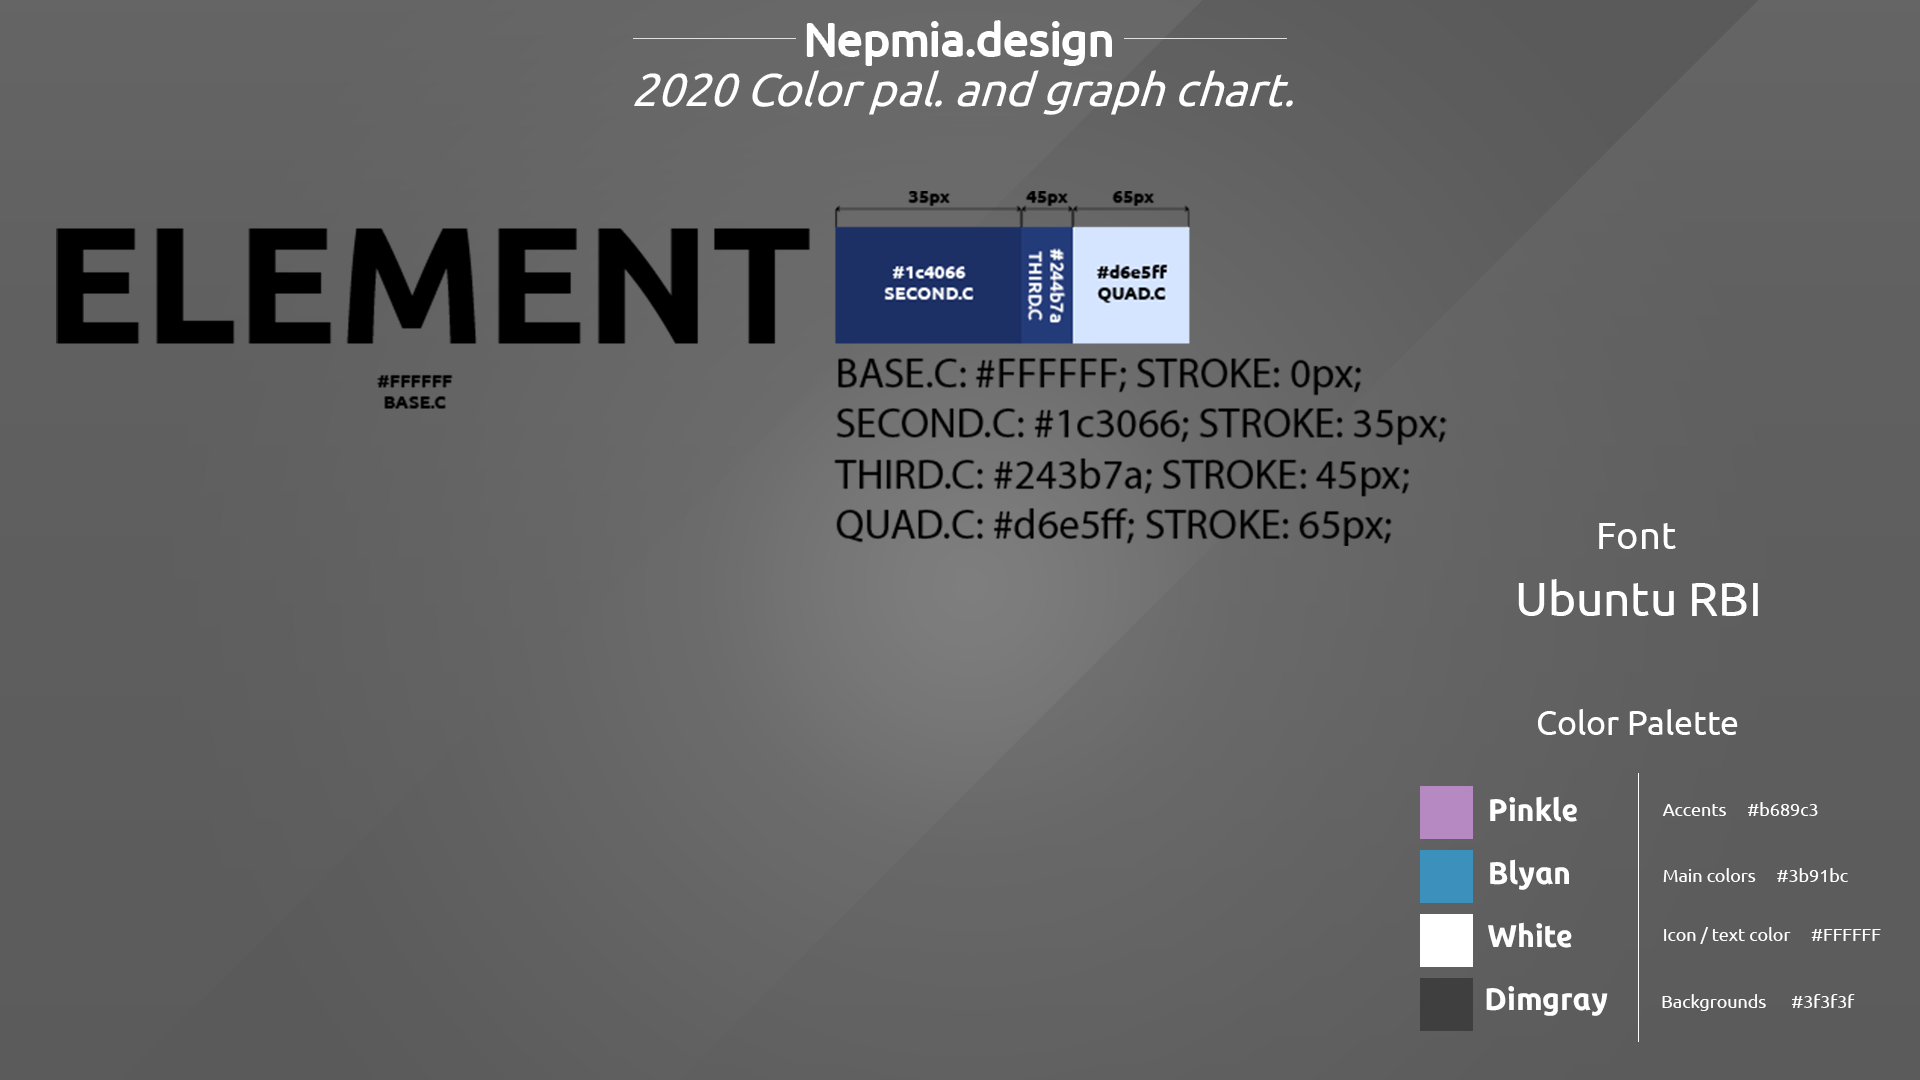 Nepmia.design
2020 Color pal. and graph chart.
ELEMENT
#FFFFFF
BASE.C
35px 45px 65px
#1c4066
SECOND.C
#244b7a
THIRD.C
#d6e5ff
QUAD.C
BASE.C: #FFFFFF; STROKE: 0px;
SECOND.C: #1c3066; STROKE: 35px;
THIRD.C: #243b7a; STROKE: 45px;
QUAD.C: #d6e5ff; STROKE: 65px;
Font
Ubuntu RBI
Color Palette
Pinkle Accents #b689c3
Blyan Main colors #3b91bc
White Icon / text color #FFFFFF
Dimgray Backgrounds #3f3f3f